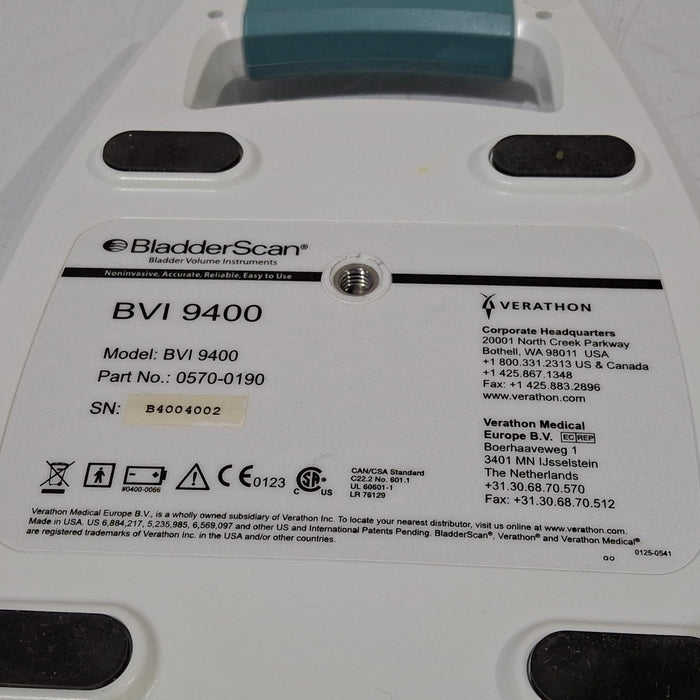 BladderScan®
Bladder Volume Instruments
Noninvasive, Accurate, Reliable, Easy to Use
BVI 9400
Model: BVI 9400
Part No.: 0570-0190
SN: B4004002
VERATHON
Corporate Headquarters
20001 North Creek Parkway
Bothell, WA 98011 USA
+1 800.331.2313 US & Canada
+1 425.867.1348
Fax: +1 425.883.2896
www.verathon.com
Verathon Medical
Europe B.V. EC REP
Boerhaaveweg 1
3401 MN IJsselstein
The Netherlands
+31.30.68.70.570
Fax: +31.30.68.70.512
#0400-0066
CE 0123
C SA US
CAN/CSA Standard
C22.2 No. 601.1
UL 60601-1
LR 76129
Verathon Medical Europe B.V., is a wholly owned subsidiary of Verathon Inc. To locate your nearest distributor, visit us online at www.verathon.com.
Made in USA. US 6,884,217, 5,235,985, 6,569,097 and other US and International Patents Pending. BladderScan®, Verathon® and Verathon Medical®
are registered trademarks of Verathon Inc. in the USA and/or other countries.
0125-0541